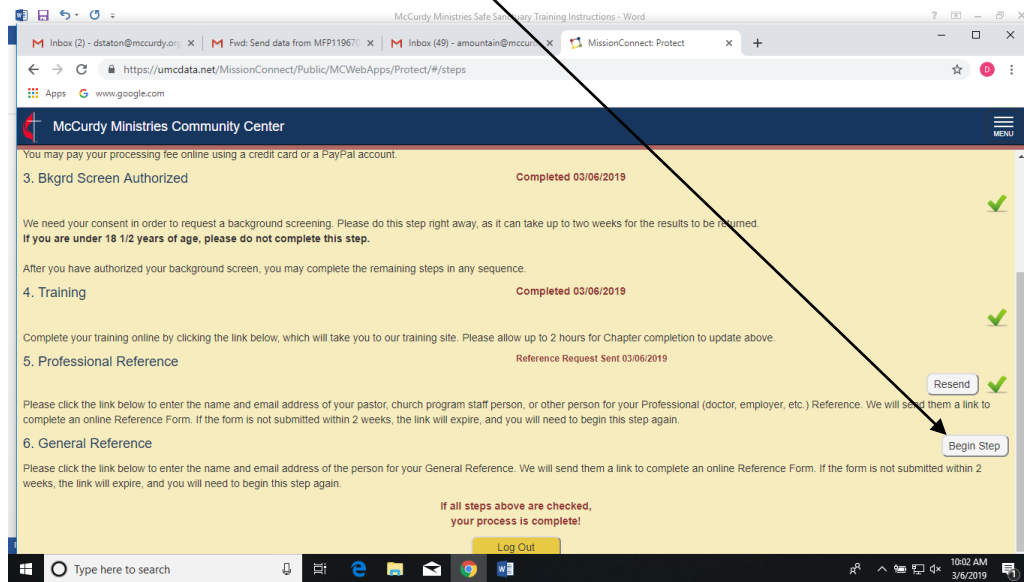 McCurdy Ministries Safe Sanctuary Training Instructions - Word
Inbox (2) - dstaton@mccurdy.org
Fwd: Send data from MFP119670
Inbox (49) - amountain@mccurd
MissionConnect: Protect
https://umcdata.net/MissionConnect/Public/MCWebApps/Protect/#/steps
D
Apps G www.google.com
McCurdy Ministries Community Center
MENU
You may pay your processing fee online using a credit card or a PayPal account.
3. Bkgrd Screen Authorized Completed 03/06/2019
We need your consent in order to request a background screening. Please do this step right away, as it can take up to two weeks for the results to be returned.
If you are under 18 1/2 years of age, please do not complete this step.
After you have authorized your background screen, you may complete the remaining steps in any sequence.
4. Training Completed 03/06/2019
Complete your training online by clicking the link below, which will take you to our training site. Please allow up to 2 hours for Chapter completion to update above.
5. Professional Reference Reference Request Sent 03/06/2019
Resend
Please click the link below to enter the name and email address of your pastor, church program staff person, or other person for your Professional (doctor, employer, etc.) Reference. We will send them a link to
complete an online Reference Form. If the form is not submitted within 2 weeks, the link will expire, and you will need to begin this step again.
6. General Reference
Begin Step
Please click the link below to enter the name and email address of the person for your General Reference. We will send them a link to complete an online Reference Form. If the form is not submitted within 2
weeks, the link will expire, and you will need to begin this step again.
If all steps above are checked,
your process is complete!
Log Out
Type here to search
10:02 AM
3/6/2019
1